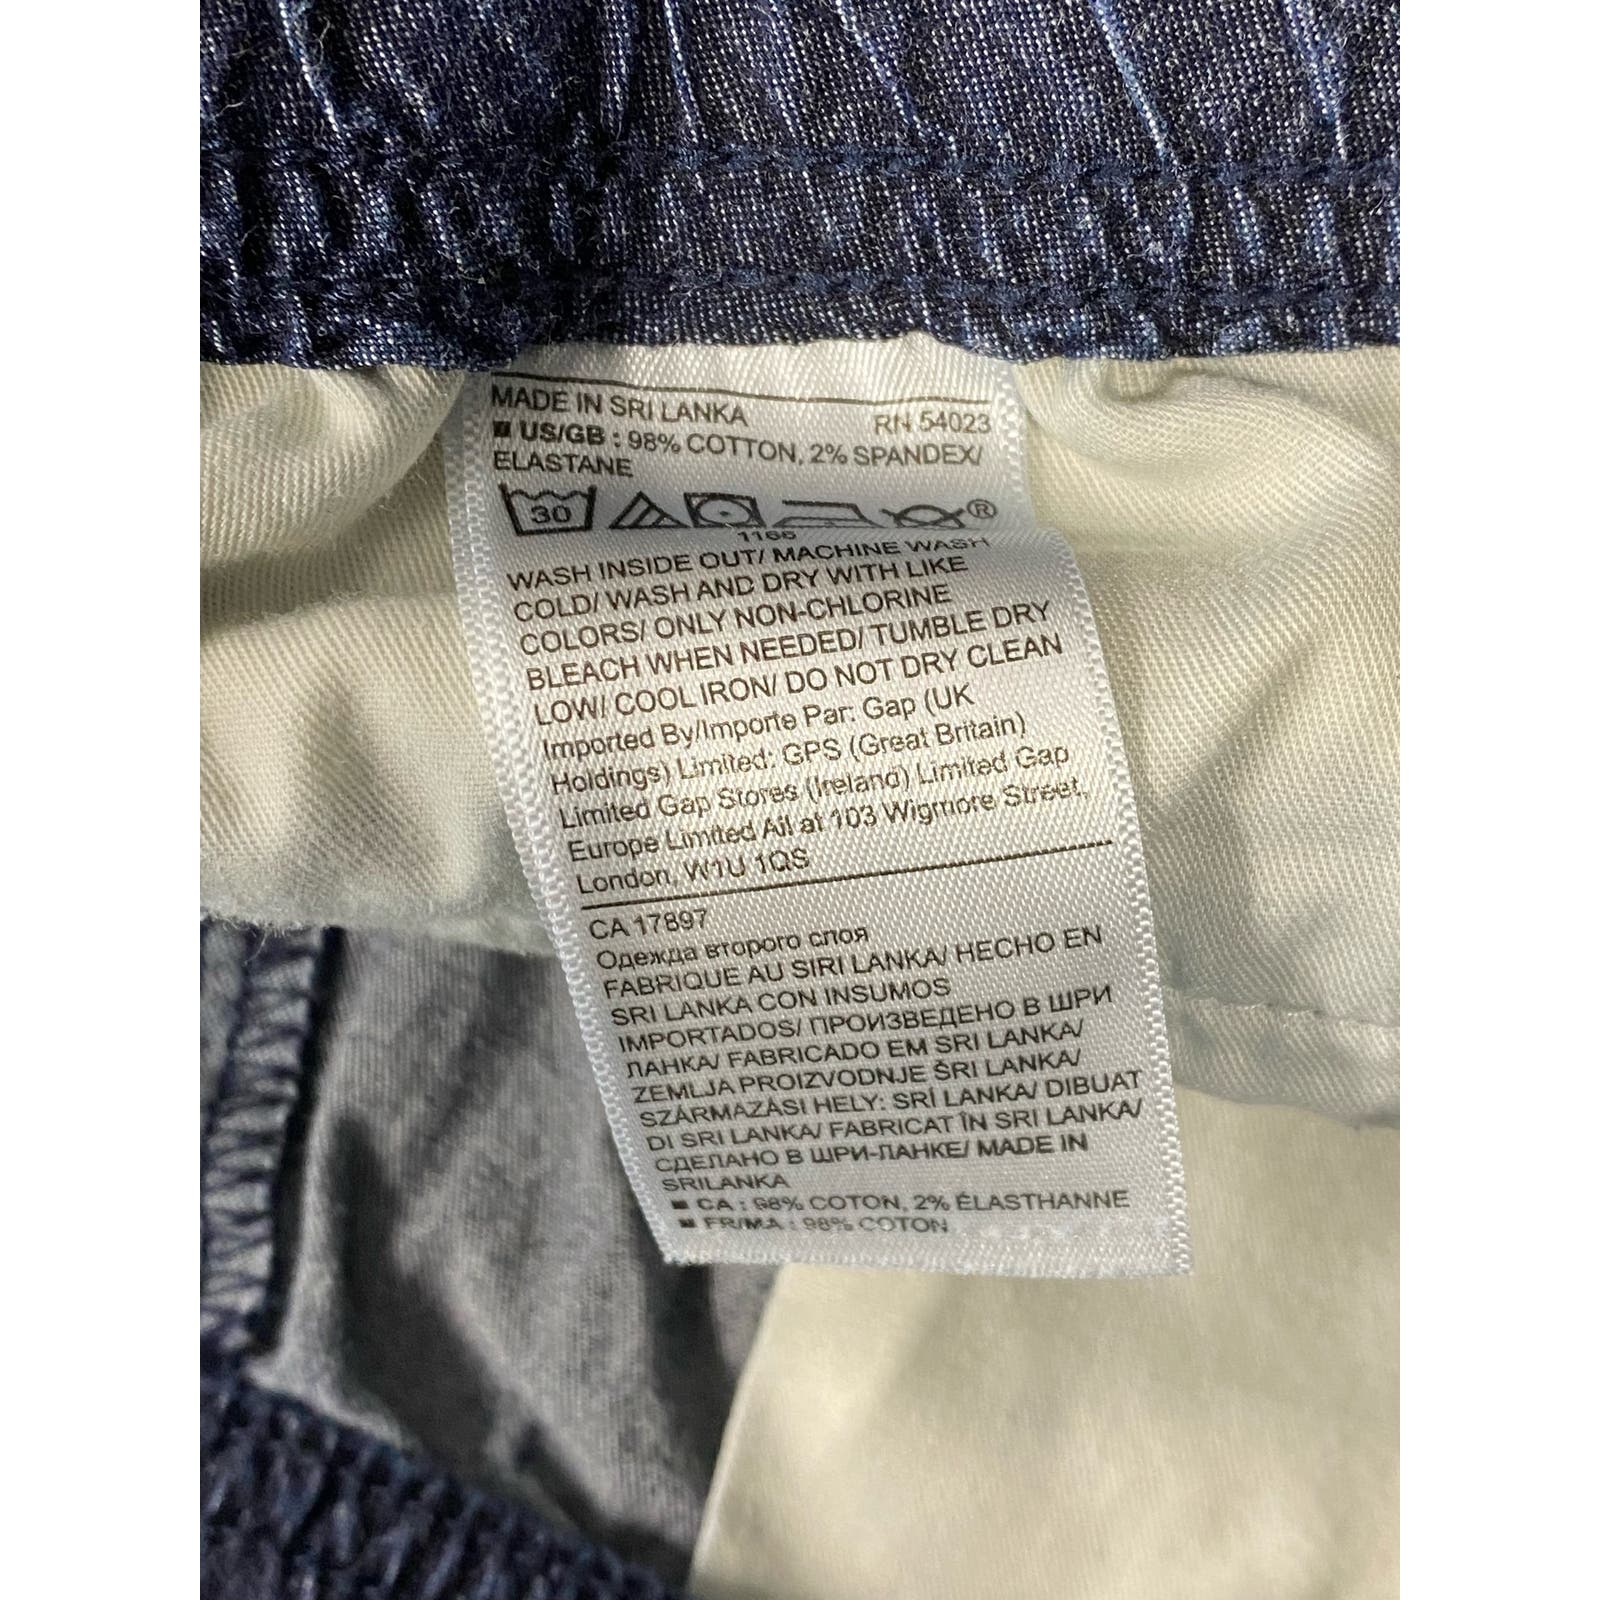 MADE IN SRI LANKA RN 54023
US/GB : 98% COTTON, 2% SPANDEX/
ELASTANE
30 ®
1166
WASH INSIDE OUT/ MACHINE WASH
COLD/ WASH AND DRY WITH LIKE
COLORS/ ONLY NON-CHLORINE
BLEACH WHEN NEEDED/ TUMBLE DRY
LOW/ COOL IRON/ DO NOT DRY CLEAN
Imported By/Importe Par: Gap (UK
Holdings) Limited: GPS (Great Britain)
Limited Gap Stores (Ireland) Limited Gap
Europe Limited All at 103 Wigmore Street,
London, W1U 1QS
CA 17897
Одежда второго слоя
FABRIQUE AU SIRI LANKA/ HECHO EN
SRI LANKA CON INSUMOS
IMPORTADOS/ ПРОИЗВЕДЕНО В ШРИ
ЛАНКА/ FABRICADO EM SRI LANKA/
ZEMLJA PROIZVODNJE ŠRI LANKA/
SZÁRMAZÁSI HELY: SRÍ LANKA/ DIBUAT
DI SRI LANKA/ FABRICAT ÎN SRI LANKA/
СДЕЛАНО В ШРИ-ЛАНКЕ/ MADE IN
SRILANKA
CA : 98% COTON, 2% ÉLASTHANNE
FR/MA : 98% COTON